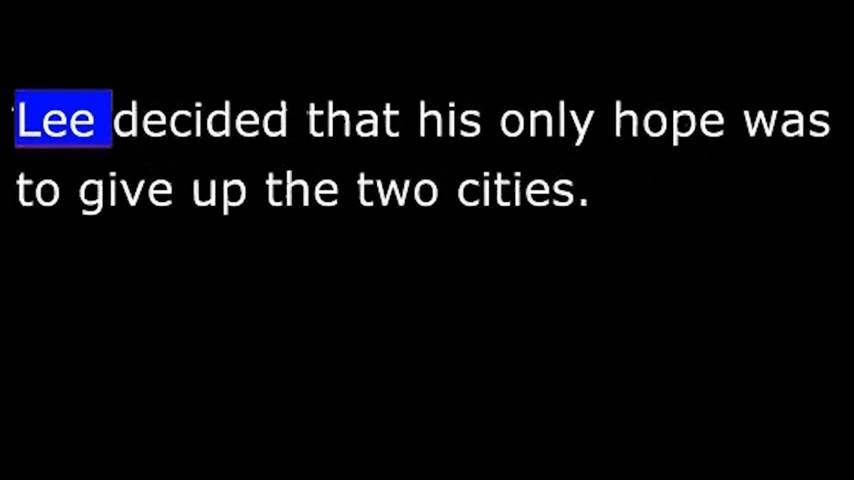 Lee decided that his only hope was
to give up the two cities.